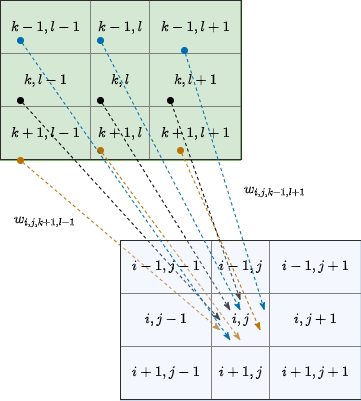 k − 1, l − 1 k − 1, l k − 1, l + 1
k, l − 1 k, l k, l + 1
k + 1, l − 1 k + 1, l k + 1, l + 1
w_{i,j,k−1,l+1}
w_{i,j,k+1,l−1}
i − 1, j − 1 i − 1, j i − 1, j + 1
i, j − 1 i, j i, j + 1
i + 1, j − 1 i + 1, j i + 1, j + 1